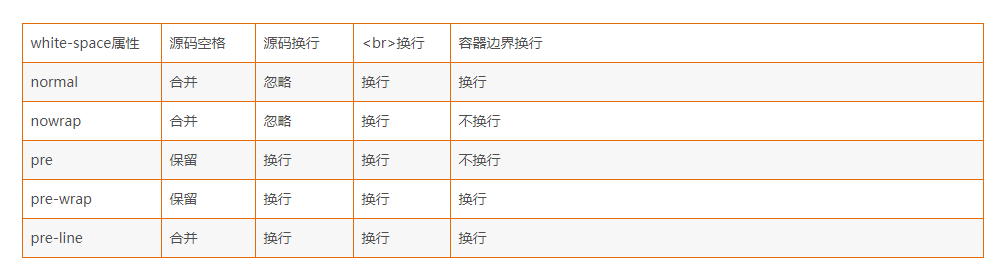 white-space属性 源码空格 源码换行 <br>换行 容器边界换行
normal 合并 忽略 换行 换行
nowrap 合并 忽略 换行 不换行
pre 保留 换行 换行 不换行
pre-wrap 保留 换行 换行 换行
pre-line 合并 换行 换行 换行